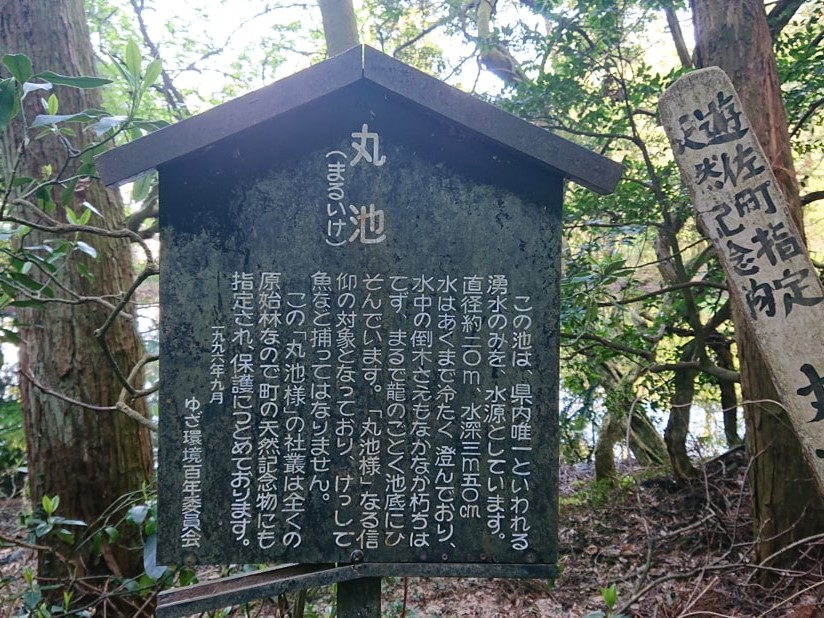 丸池
(まるいけ)
この池は、県内唯一といわれる
湧水のみを、水源としています。
直径約二〇m、水深三m五〇cm
水はあくまで冷たく、澄んでおり、
水中の倒木さえもなかなか朽ちは
てず、まるで龍のごとく池底にひ
そんでいます。「丸池様」なる信
仰の対象となっており、けっして
魚など捕ってはなりません。
この「丸池様」の社叢は全くの
原始林なので町の天然記念物にも
指定され、保護につとめております。
一九九六年九月
ゆざ環境百年委員会
遊佐町指定
天然記念物
丸